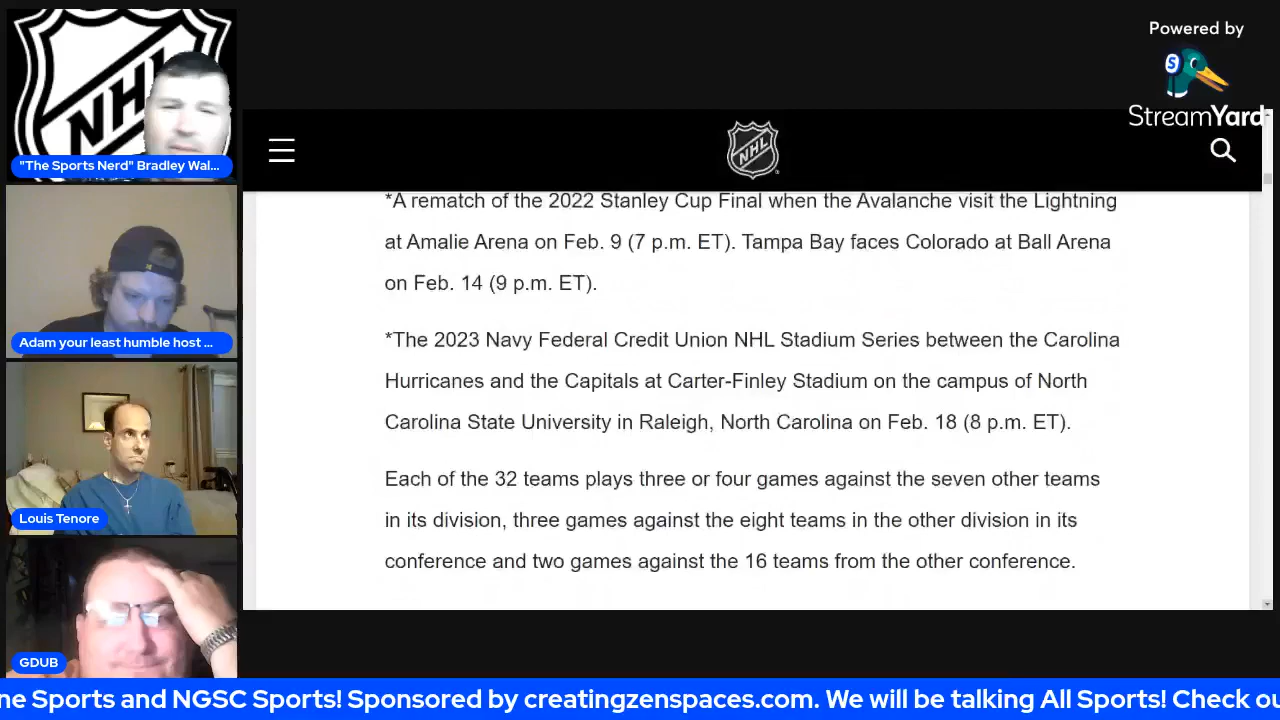 Powered by
StreamYard
NHL
"The Sports Nerd" Bradley Wal...
Adam your least humble host ...
Louis Tenore
GDUB
NHL
*A rematch of the 2022 Stanley Cup Final when the Avalanche visit the Lightning
at Amalie Arena on Feb. 9 (7 p.m. ET). Tampa Bay faces Colorado at Ball Arena
on Feb. 14 (9 p.m. ET).
*The 2023 Navy Federal Credit Union NHL Stadium Series between the Carolina
Hurricanes and the Capitals at Carter-Finley Stadium on the campus of North
Carolina State University in Raleigh, North Carolina on Feb. 18 (8 p.m. ET).
Each of the 32 teams plays three or four games against the seven other teams
in its division, three games against the eight teams in the other division in its
conference and two games against the 16 teams from the other conference.
ne Sports and NGSC Sports! Sponsored by creatingzenspaces.com. We will be talking All Sports! Check ou